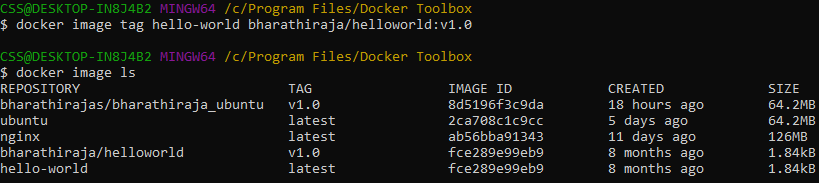 CSS@DESKTOP-IN8J4B2 MINGW64 /c/Program Files/Docker Toolbox
$ docker image tag hello-world bharathiraja/helloworld:v1.0
CSS@DESKTOP-IN8J4B2 MINGW64 /c/Program Files/Docker Toolbox
$ docker image ls
REPOSITORY TAG IMAGE ID CREATED SIZE
bharathirajas/bharathiraja_ubuntu v1.0 8d5196f3c9da 18 hours ago 64.2MB
ubuntu latest 2ca708c1c9cc 5 days ago 64.2MB
nginx latest ab56bba91343 11 days ago 126MB
bharathiraja/helloworld v1.0 fce289e99eb9 8 months ago 1.84kB
hello-world latest fce289e99eb9 8 months ago 1.84kB